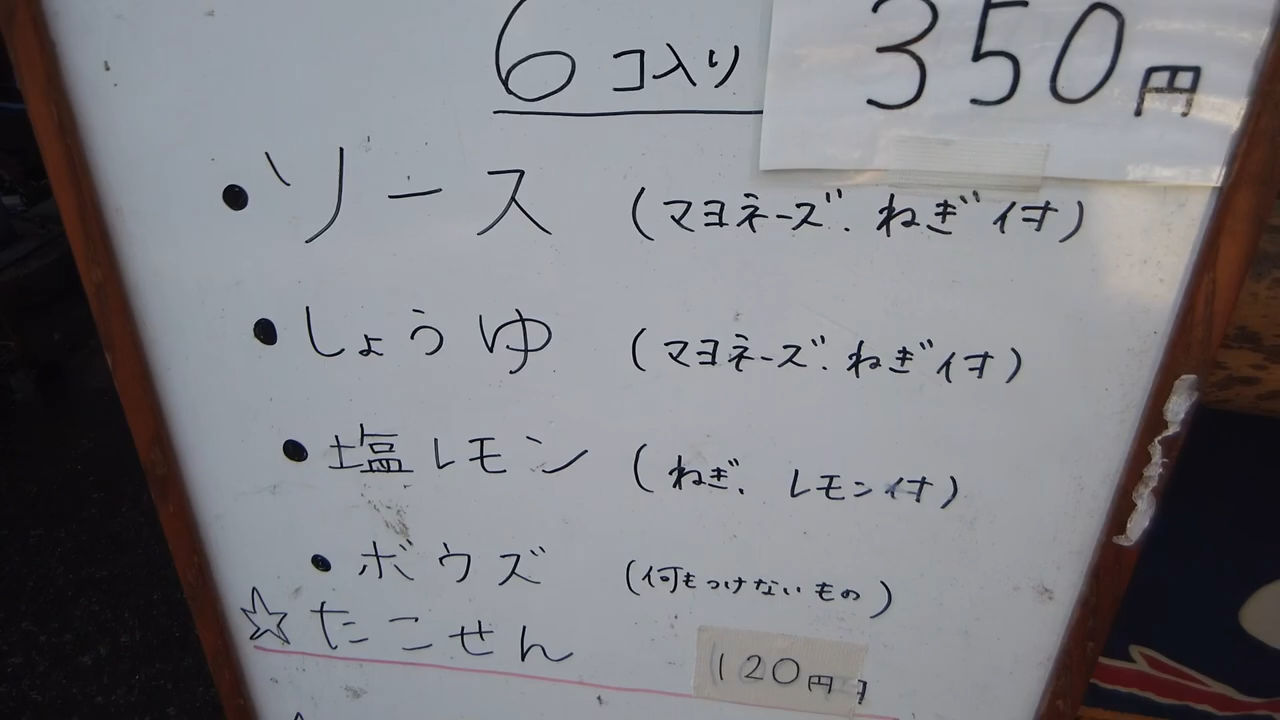 6コ入り 350円
・ソース (マヨネーズ.ねぎ付)
・しょうゆ (マヨネーズ.ねぎ付)
・塩レモン (ねぎ、レモン付)
・ボウズ (何もつけないもの)
☆たこせん 120円